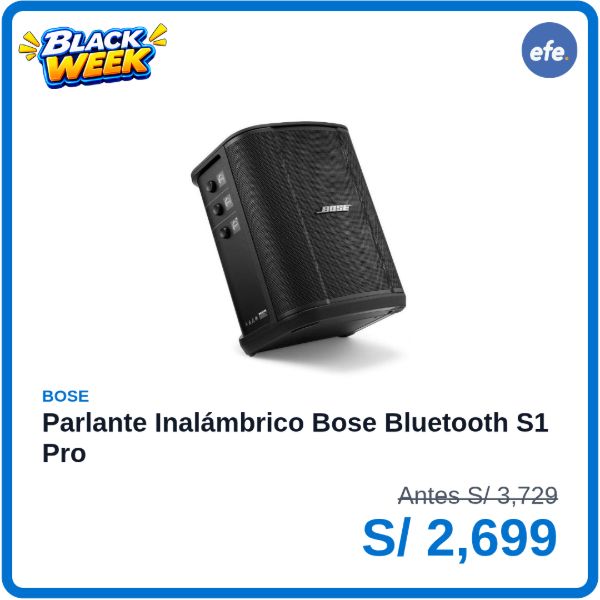 BLACK
WEEK
efe.
BOSE
BOSE
Parlante Inalámbrico Bose Bluetooth S1
Pro
Antes S/ 3,729
S/ 2,699